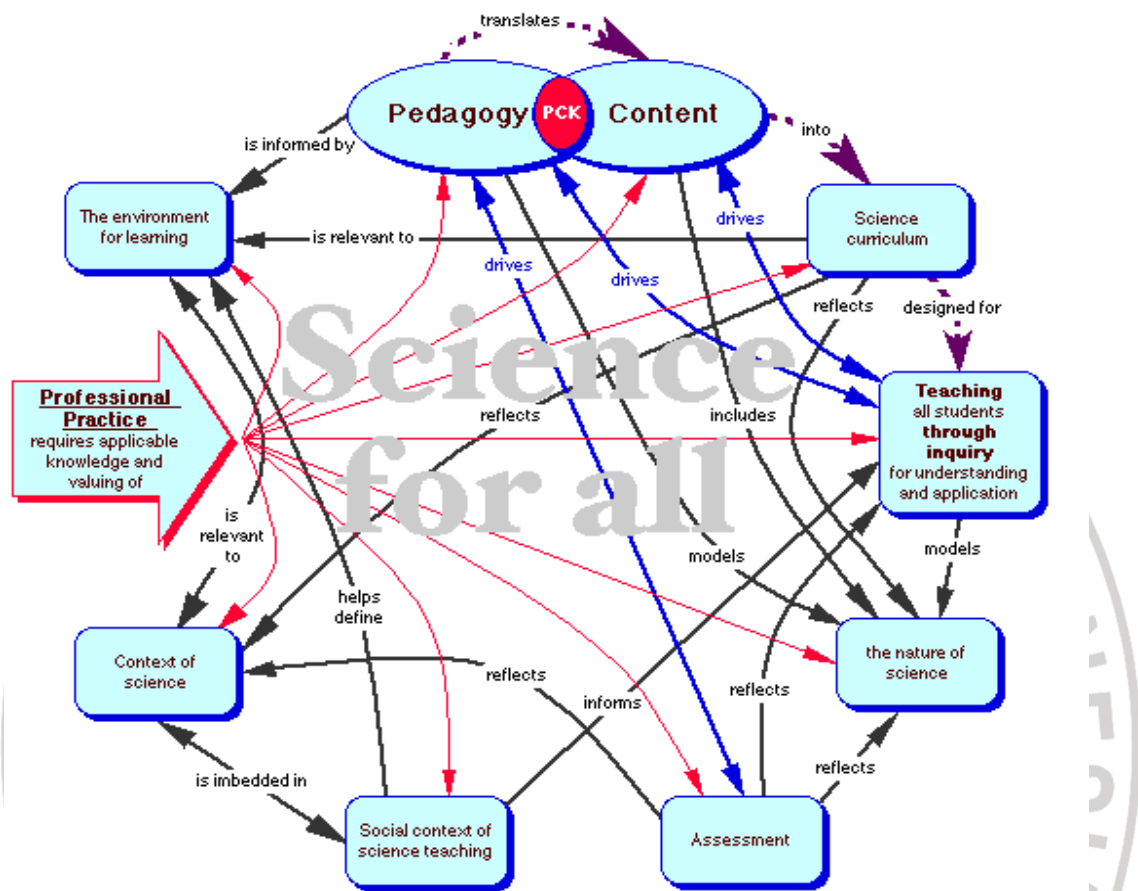 translates
Pedagogy
PCK
Content
into
is informed by
The environment
for learning
is relevant to
drives
drives
drives
Science
curriculum
reflects
designed for
Science
for all
Professional
Practice
requires applicable
knowledge and
valuing of
reflects
includes
Teaching
all students
through
inquiry
for understanding
and application
is
relevant
to
models
models
helps
define
Context of
science
reflects
informs
reflects
the nature of
science
is imbedded in
reflects
Social context of
science teaching
Assessment